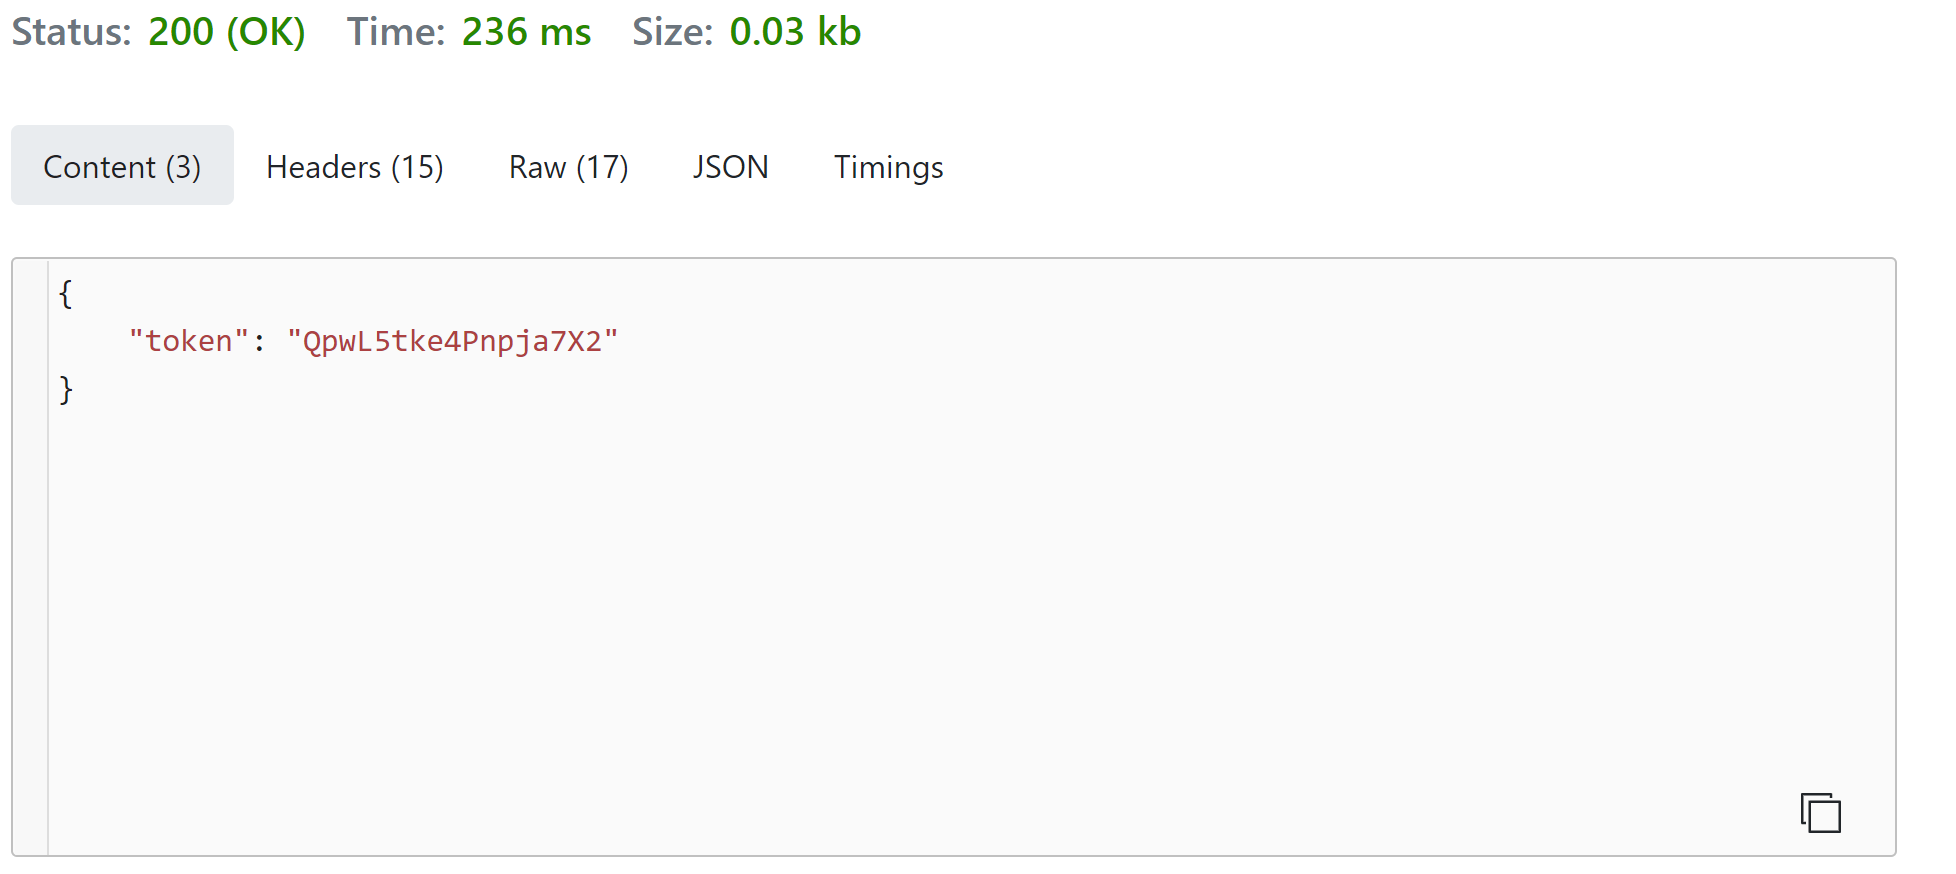 Status: 200 (OK) Time: 236 ms Size: 0.03 kb
Content (3) Headers (15) Raw (17) JSON Timings
{
"token": "QpwL5tke4Pnpja7X2"
}